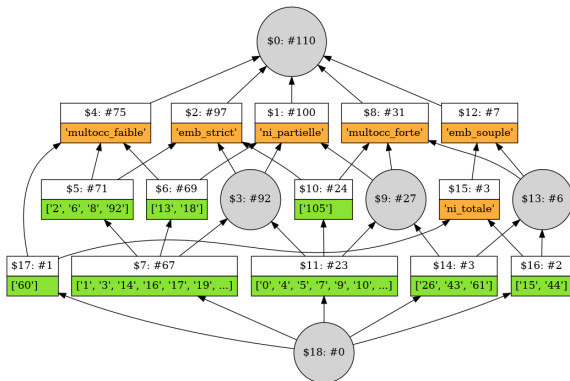 $0: #110
$4: #75
'multocc_faible'
$2: #97
'emb_strict'
$1: #100
'ni_partielle'
$8: #31
'multocc_forte'
$12: #7
'emb_souple'
$5: #71
['2', '6', '8', '92']
$6: #69
['13', '18']
$3: #92
$10: #24
['105']
$9: #27
$15: #3
'ni_totale'
$13: #6
$17: #1
['60']
$7: #67
['1', '3', '14', '16', '17', '19', ...]
$11: #23
['0', '4', '5', '7', '9', '10', ...]
$14: #3
['26', '43', '61']
$16: #2
['15', '44']
$18: #0